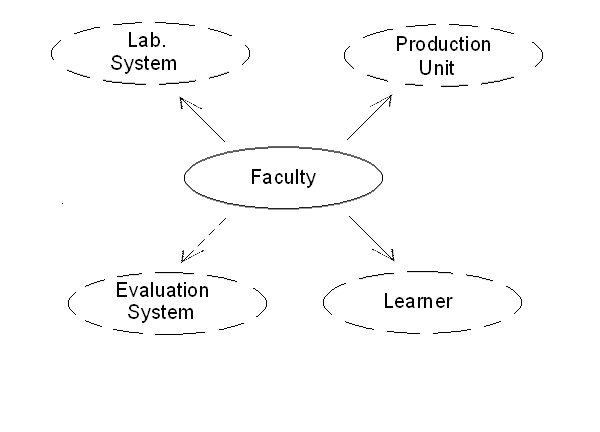 Lab.
System
Production
Unit
Faculty
Evaluation
System
Learner